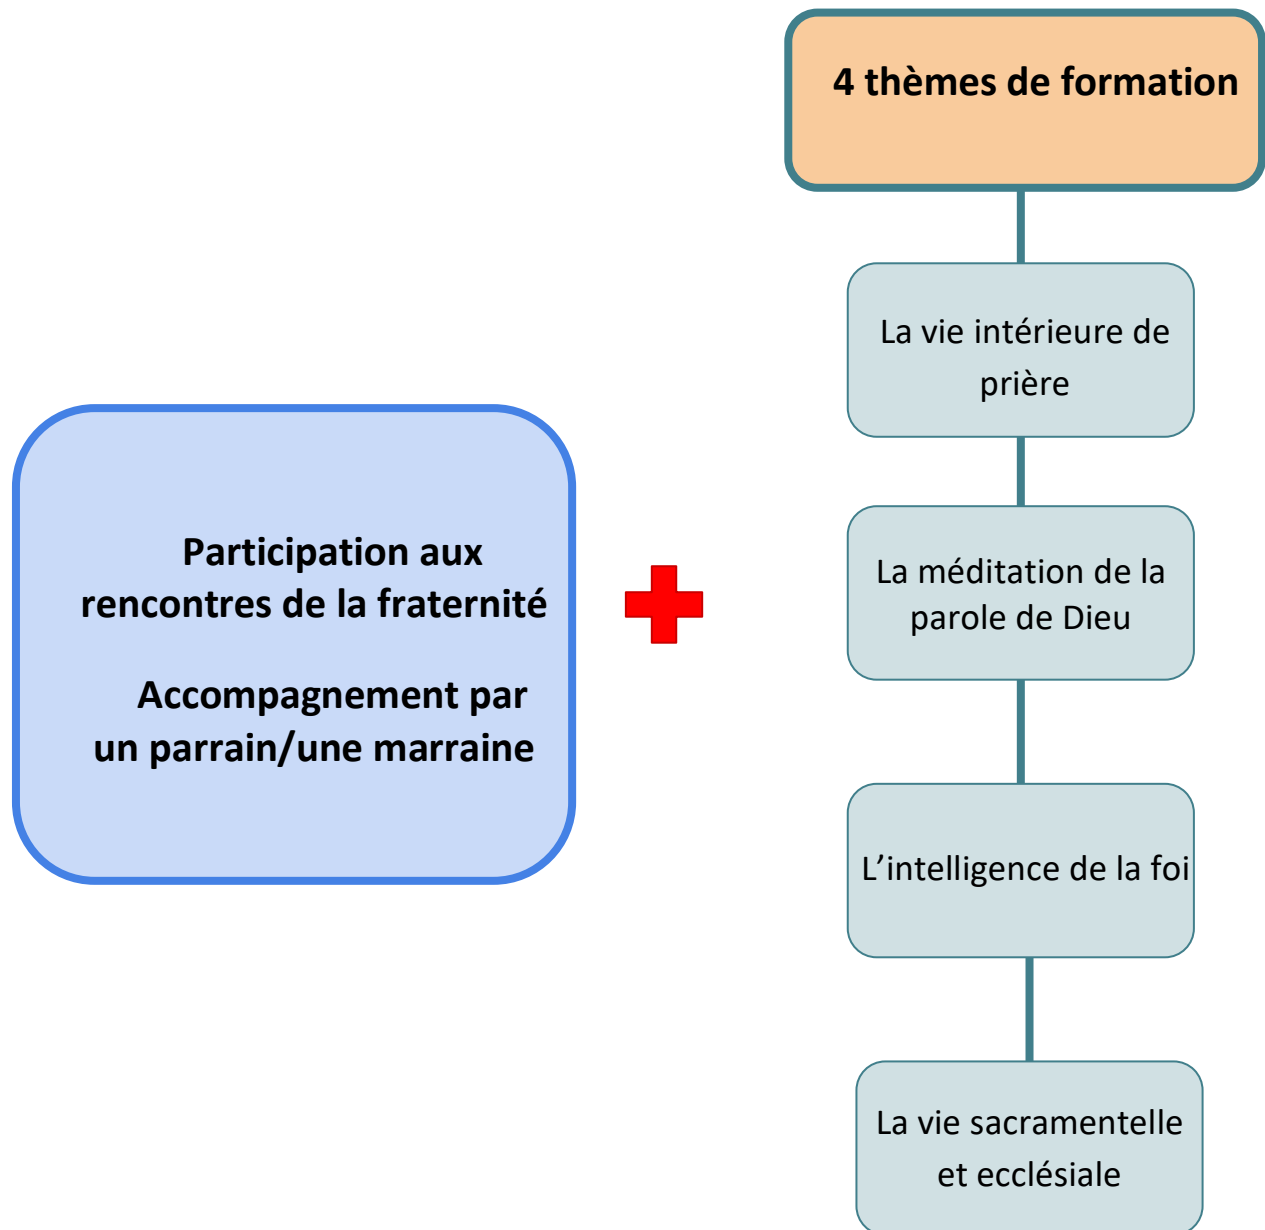 Participation aux
rencontres de la fraternité
Accompagnement par
un parrain/une marraine
4 thèmes de formation
La vie intérieure de
prière
La méditation de la
parole de Dieu
L’intelligence de la foi
La vie sacramentelle
et ecclésiale